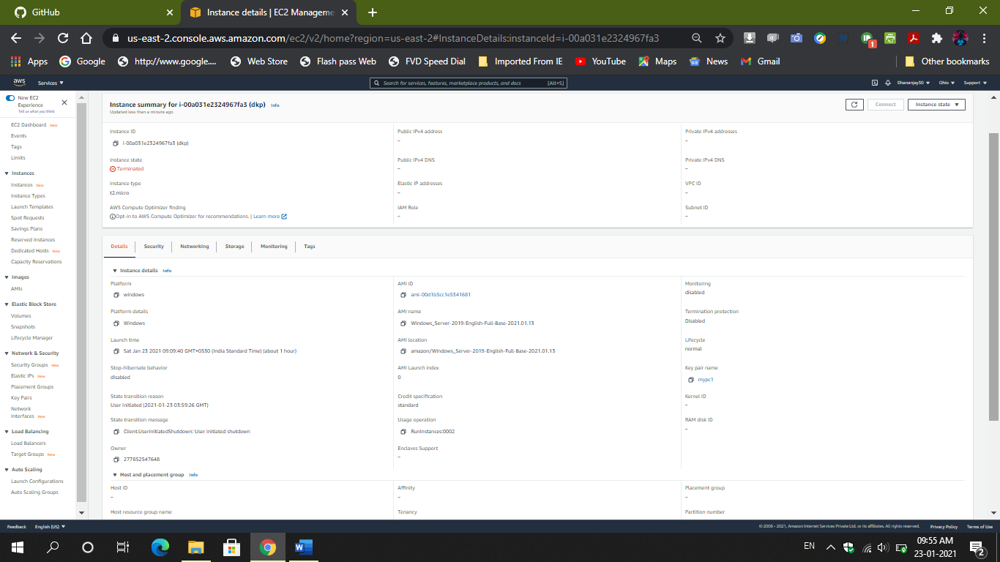 GitHub
Instance details | EC2 Manageme
us-east-2.console.aws.amazon.com/ec2/v2/home?region=us-east-2#InstanceDetails:instanceId=i-00a031e2324967fa3
1
Apps
Google
http://www.google....
Web Store
Flash pass Web
FVD Speed Dial
Imported From IE
YouTube
Maps
News
Gmail
Other bookmarks
aws
Services
Search for services, features, marketplace products, and docs
[Alt+S]
Dhananjay30
Ohio
Support
New EC2
Experience
Tell us what you think
EC2 Dashboard New
Events
Tags
Limits
Instances
Instances New
Instance Types
Launch Templates
Spot Requests
Savings Plans
Reserved Instances
Dedicated Hosts New
Capacity Reservations
Images
AMIs
Elastic Block Store
Volumes
Snapshots
Lifecycle Manager
Network & Security
Security Groups New
Elastic IPs New
Placement Groups
Key Pairs
Network
Interfaces New
Load Balancing
Load Balancers
Target Groups New
Auto Scaling
Launch Configurations
Auto Scaling Groups
Instance summary for i-00a031e2324967fa3 (dkp) Info
Updated less than a minute ago
Connect
Instance state
Instance ID
i-00a031e2324967fa3 (dkp)
Public IPv4 address
–
Private IPv4 addresses
–
Instance state
Terminated
Public IPv4 DNS
–
Private IPv4 DNS
–
Instance type
t2.micro
Elastic IP addresses
–
VPC ID
–
AWS Compute Optimizer finding
Opt-in to AWS Compute Optimizer for recommendations. | Learn more
IAM Role
–
Subnet ID
–
Details
Security
Networking
Storage
Monitoring
Tags
Instance details Info
Platform
windows
AMI ID
ami-00d1b5cc1e5341681
Monitoring
disabled
Platform details
Windows
AMI name
Windows_Server-2019-English-Full-Base-2021.01.13
Termination protection
Disabled
Launch time
Sat Jan 23 2021 09:09:40 GMT+0530 (India Standard Time) (about 1 hour)
AMI location
amazon/Windows_Server-2019-English-Full-Base-2021.01.13
Lifecycle
normal
Stop-hibernate behavior
disabled
AMI Launch index
0
Key pair name
mypc1
State transition reason
User initiated (2021-01-23 03:59:26 GMT)
Credit specification
standard
Kernel ID
–
State transition message
Client.UserInitiatedShutdown: User initiated shutdown
Usage operation
RunInstances:0002
RAM disk ID
–
Owner
277852547648
Enclaves Support
–
Host and placement group Info
Host ID
–
Affinity
–
Placement group
–
Host resource group name
Tenancy
Partition number
Feedback
English (US)
© 2008 - 2021, Amazon Internet Services Private Ltd. or its affiliates. All rights reserved.
Privacy Policy
Terms of Use
W
EN
09:55 AM
23-01-2021
2